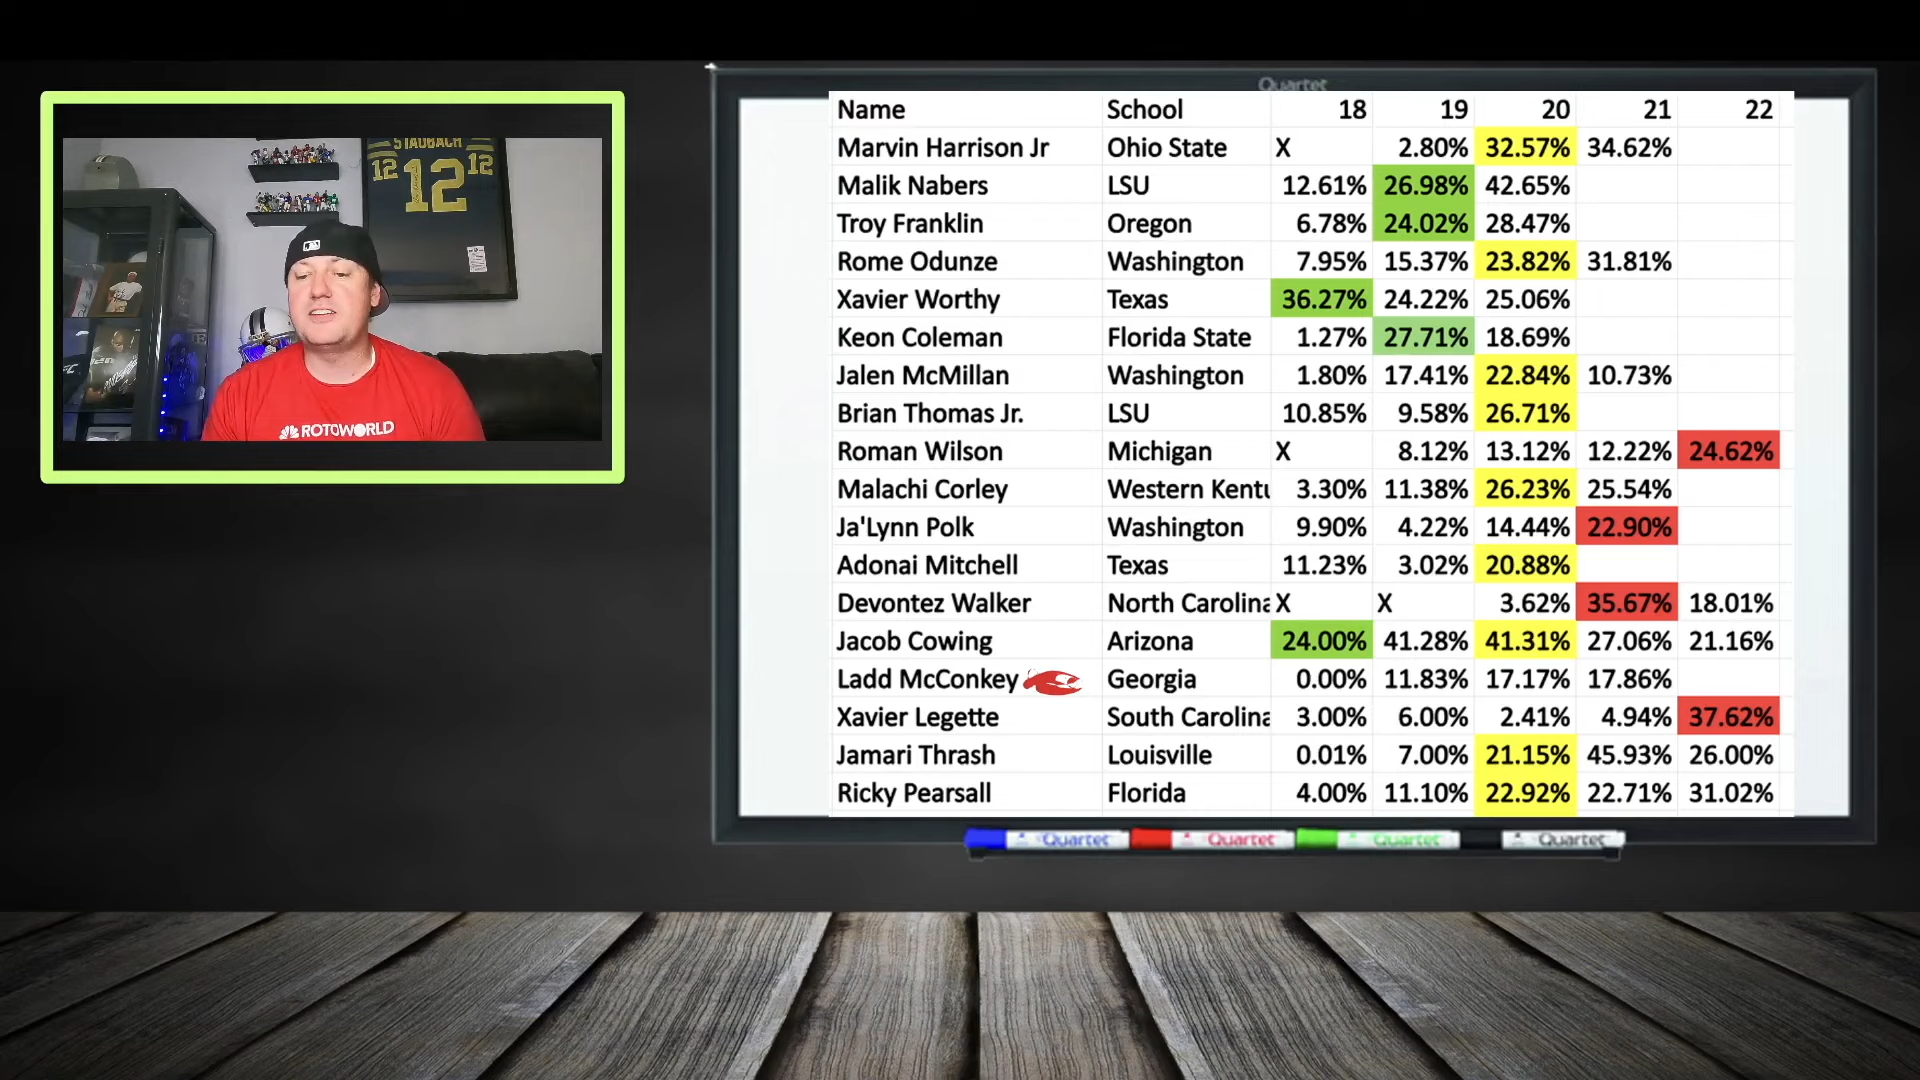 STAUBACH
12 12 12
ROTOWORLD
Quartet
Name School 18 19 20 21 22
Marvin Harrison Jr Ohio State X 2.80% 32.57% 34.62%
Malik Nabers LSU 12.61% 26.98% 42.65%
Troy Franklin Oregon 6.78% 24.02% 28.47%
Rome Odunze Washington 7.95% 15.37% 23.82% 31.81%
Xavier Worthy Texas 36.27% 24.22% 25.06%
Keon Coleman Florida State 1.27% 27.71% 18.69%
Jalen McMillan Washington 1.80% 17.41% 22.84% 10.73%
Brian Thomas Jr. LSU 10.85% 9.58% 26.71%
Roman Wilson Michigan X 8.12% 13.12% 12.22% 24.62%
Malachi Corley Western Kentu 3.30% 11.38% 26.23% 25.54%
Ja'Lynn Polk Washington 9.90% 4.22% 14.44% 22.90%
Adonai Mitchell Texas 11.23% 3.02% 20.88%
Devontez Walker North Carolina X X 3.62% 35.67% 18.01%
Jacob Cowing Arizona 24.00% 41.28% 41.31% 27.06% 21.16%
Ladd McConkey Georgia 0.00% 11.83% 17.17% 17.86%
Xavier Legette South Carolina 3.00% 6.00% 2.41% 4.94% 37.62%
Jamari Thrash Louisville 0.01% 7.00% 21.15% 45.93% 26.00%
Ricky Pearsall Florida 4.00% 11.10% 22.92% 22.71% 31.02%
Quartet Quartet Quartet Quartet